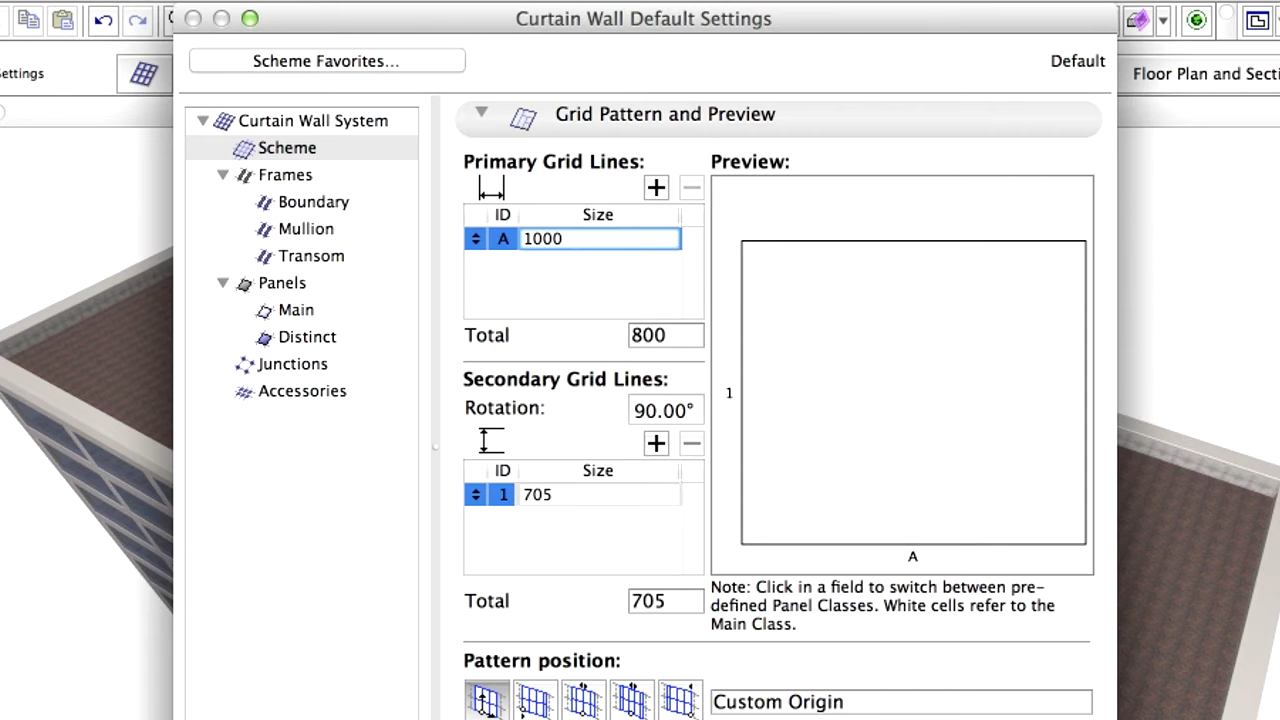 Curtain Wall Default Settings
Scheme Favorites...
Default
ettings
Floor Plan and Secti
Curtain Wall System
Scheme
Frames
Boundary
Mullion
Transom
Panels
Main
Distinct
Junctions
Accessories
Grid Pattern and Preview
Primary Grid Lines:
ID Size
A 1000
Total 800
Secondary Grid Lines:
Rotation: 90.00°
ID Size
1 705
Total 705
Preview:
1
A
Note: Click in a field to switch between pre-
defined Panel Classes. White cells refer to the
Main Class.
Pattern position:
Custom Origin